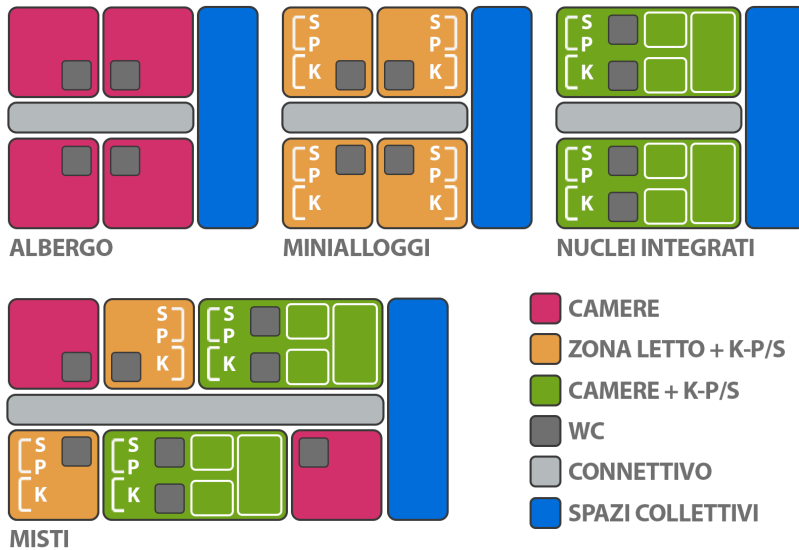 S S S
P P P
K K K
S S S
P P P
K K K
ALBERGO MINIALLOGGI NUCLEI INTEGRATI
S S
P P
K K
S S
P P
K K
MISTI
CAMERE
ZONA LETTO + K-P/S
CAMERE + K-P/S
WC
CONNETTIVO
SPAZI COLLETTIVI